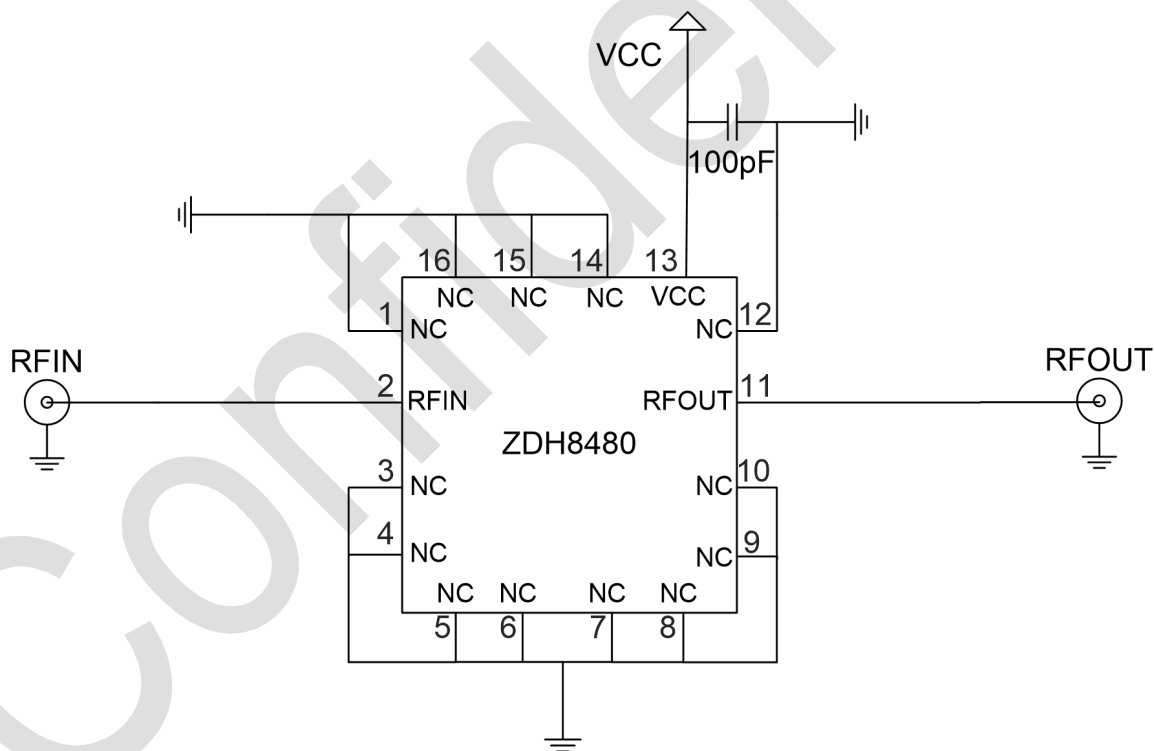 VCC
100pF
16 15 14 13
NC NC NC VCC
1 NC NC 12
RFIN RFOUT
2 RFIN RFOUT 11
ZDH8480
3 NC NC 10
4 NC NC 9
NC NC NC NC
5 6 7 8
Confider